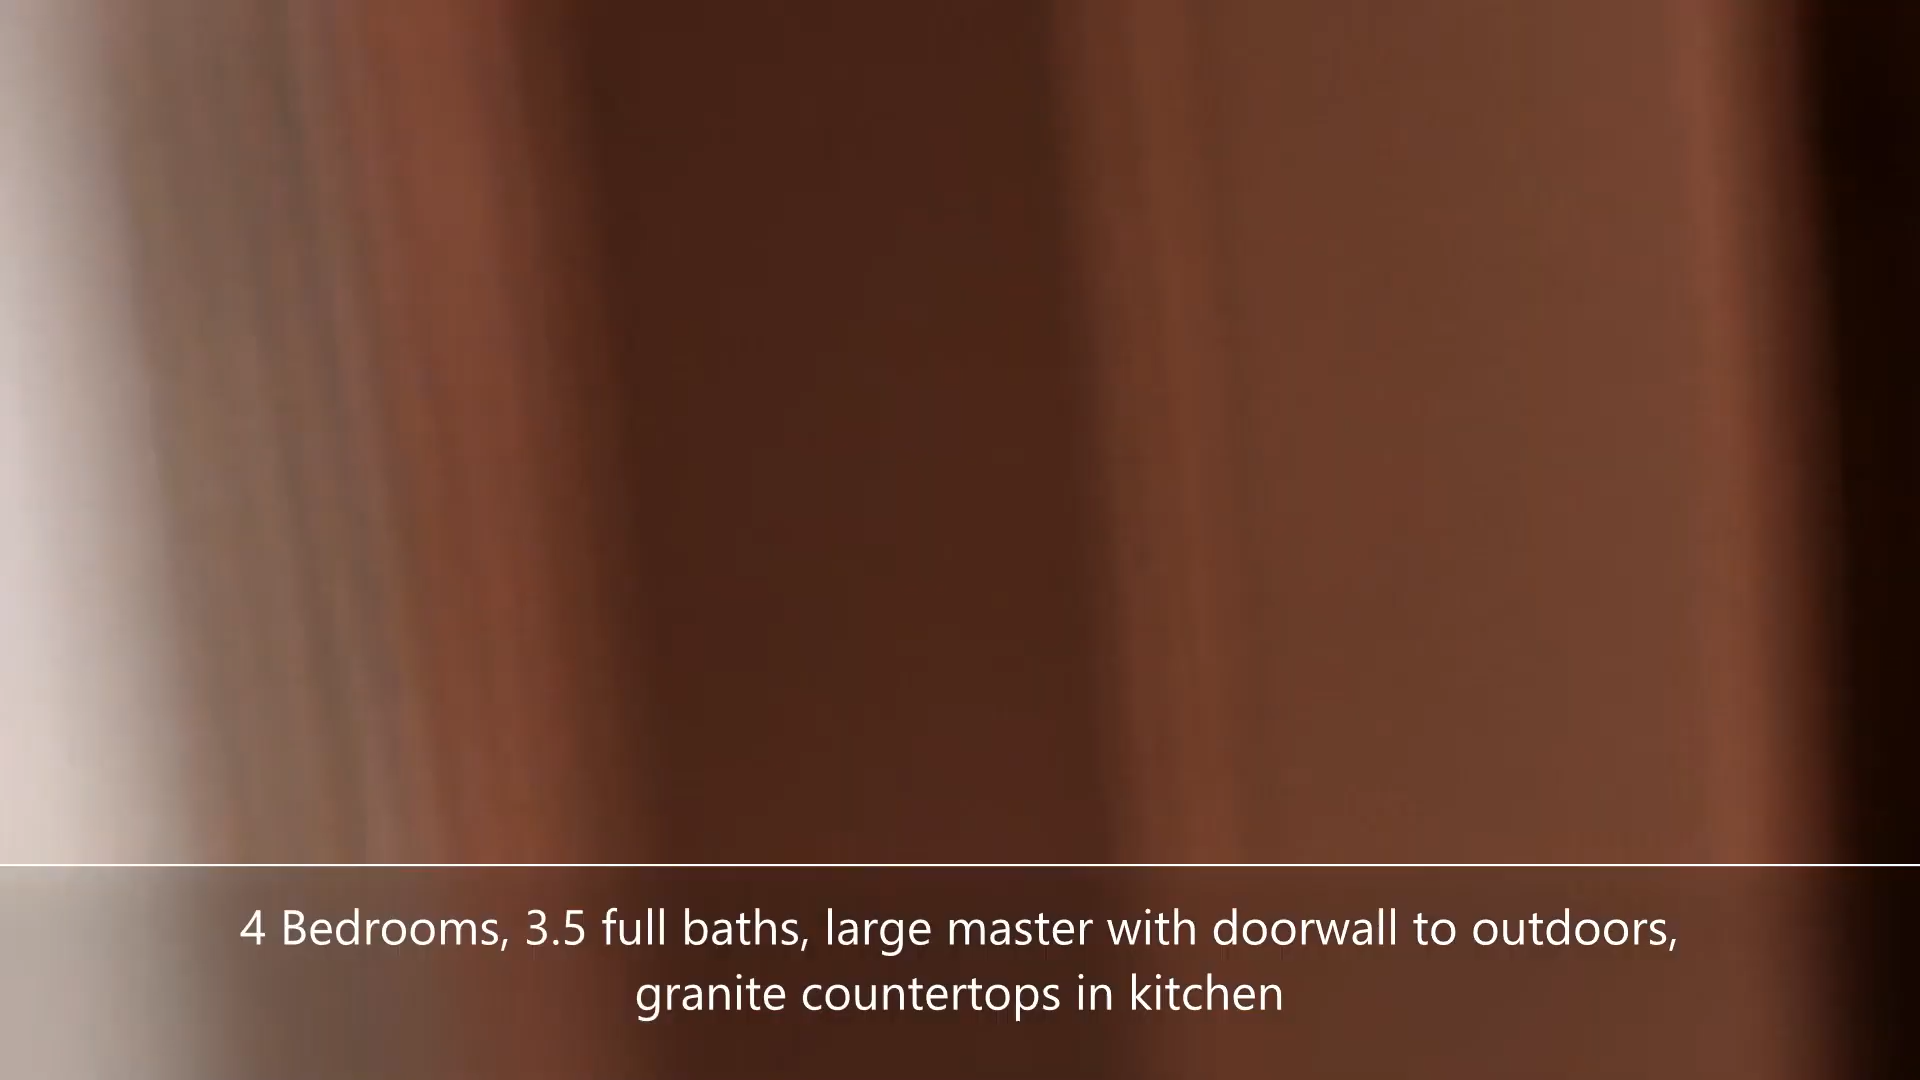 4 Bedrooms, 3.5 full baths, large master with doorwall to outdoors,
granite countertops in kitchen